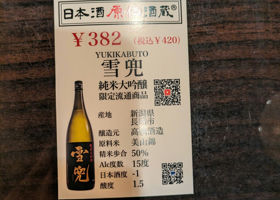 日本酒原価酒蔵®
¥382 (税込¥420)
YUKIKABUTO
雪兜
純米大吟醸
限定流通商品
産地 新潟県
長岡市
醸造元 高橋酒造
原料米 美山錦
精米歩合 50%
Alc度数 15度
日本酒度 -1
酸度 1.5
雪兜